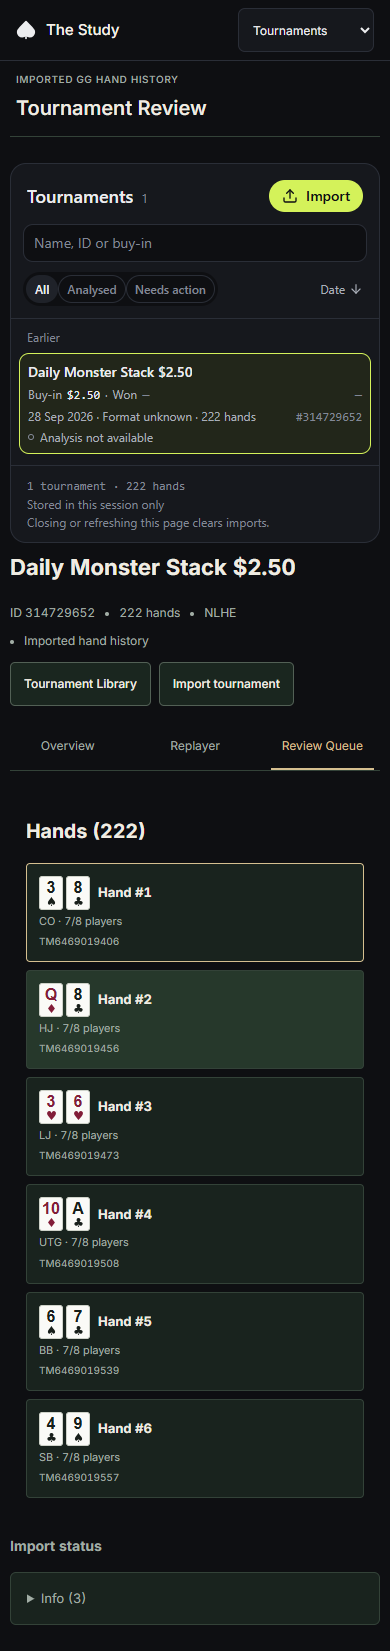 The Study
Tournaments
IMPORTED GG HAND HISTORY
Tournament Review
Tournaments 1
Import
Name, ID or buy-in
All Analysed Needs action
Date ↓
Earlier
Daily Monster Stack $2.50
Buy-in $2.50 · Won — —
28 Sep 2026 · Format unknown · 222 hands #314729652
Analysis not available
1 tournament · 222 hands
Stored in this session only
Closing or refreshing this page clears imports.
Daily Monster Stack $2.50
ID 314729652 • 222 hands • NLHE
• Imported hand history
Tournament Library
Import tournament
Overview Replayer Review Queue
Hands (222)
3♠ 8♣ Hand #1
CO · 7/8 players
TM6469019406
Q♦ 8♣ Hand #2
HJ · 7/8 players
TM6469019456
3♥ 6♥ Hand #3
LJ · 7/8 players
TM6469019473
10♦ A♣ Hand #4
UTG · 7/8 players
TM6469019508
6♠ 7♣ Hand #5
BB · 7/8 players
TM6469019539
4♣ 9♠ Hand #6
SB · 7/8 players
TM6469019557
Import status
▶ Info (3)